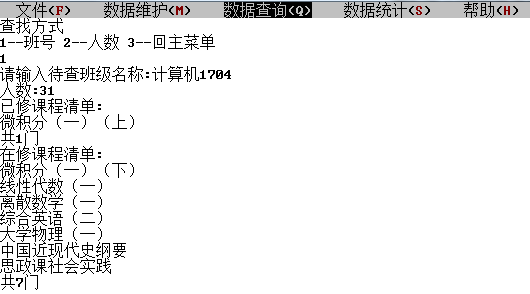 文件(F) 数据维护(M) 数据查询(Q) 数据统计(S) 帮助(H)
查找方式
1--班号 2--人数 3--回主菜单
1
请输入待查班级名称:计算机1704
人数:31
已修课程清单:
微积分（一）（上）
共1门
在修课程清单:
微积分（一）（下）
线性代数（一）
离散数学（一）
综合英语（二）
大学物理（一）
中国近现代史纲要
思政课社会实践
共7门